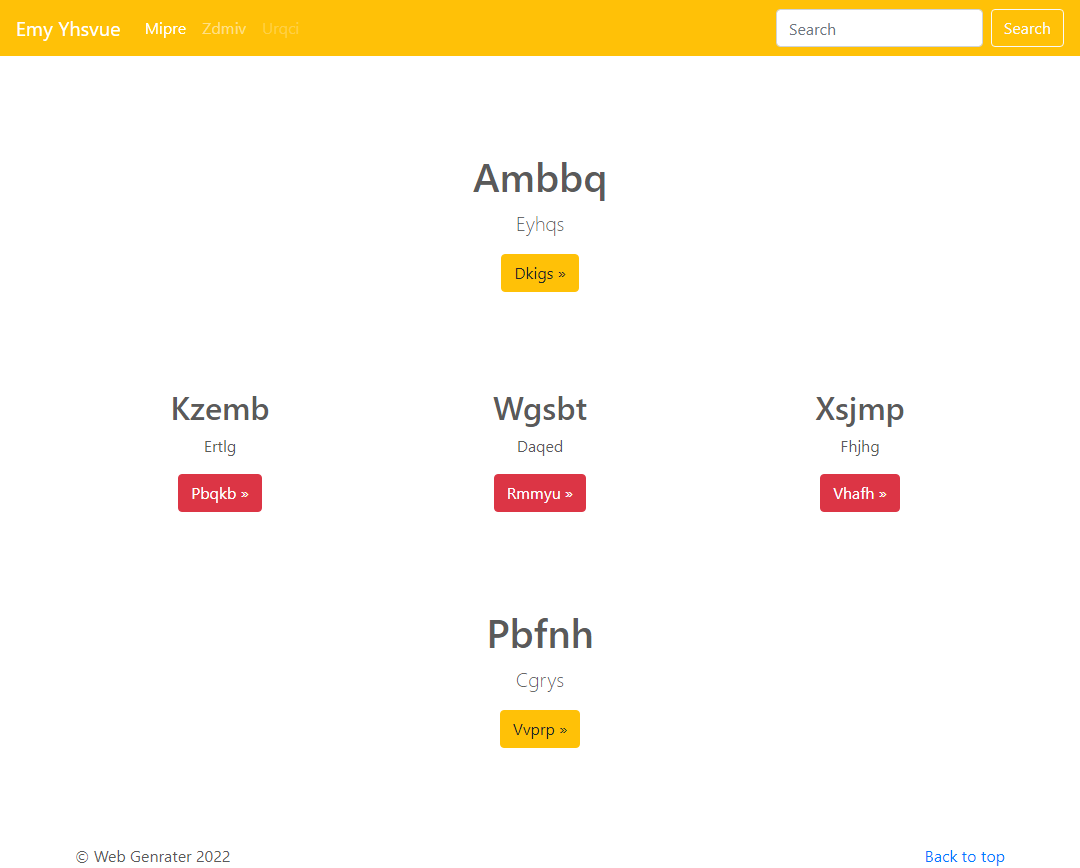 Emy Yhsvue Mipre Zdmiv Urqci Search Search
Ambbq
Eyhqs
Dkigs »
Kzemb
Ertlg
Pbqkb »
Wgsbt
Daqed
Rmmyu »
Xsjmp
Fhjhg
Vhafh »
Pbfnh
Cgrys
Vvprp »
© Web Genrater 2022
Back to top